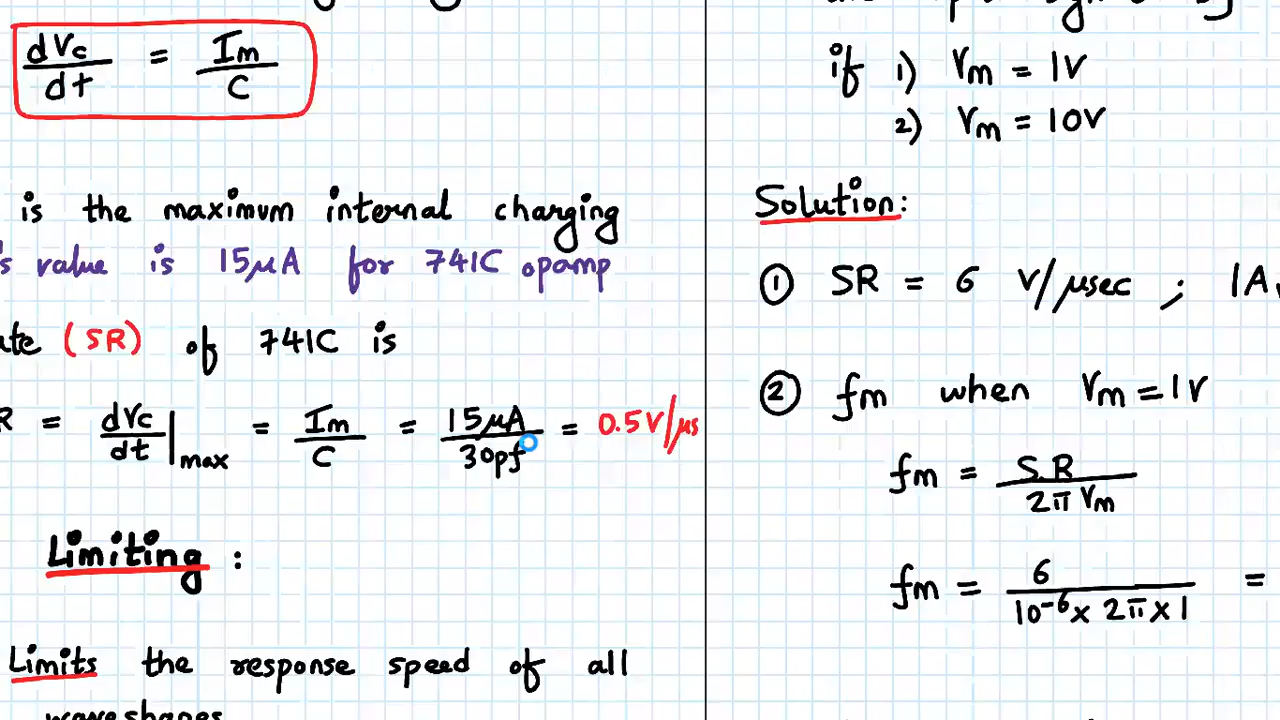 dVc/dt = Im/C
is the maximum internal charging
s value is 15μA for 741C opamp
ate (SR) of 741C is
R = dVc/dt |max = Im/C = 15μA/30pf = 0.5V/μs
Limiting :
Limits the response speed of all
waveshapes
if 1) Vm = 1V
2) Vm = 10V
Solution:
① SR = 6 V/μsec ; |A
② fm when Vm = 1V
fm = S.R/2π Vm
fm = 6/10⁻⁶ x 2π x 1 =